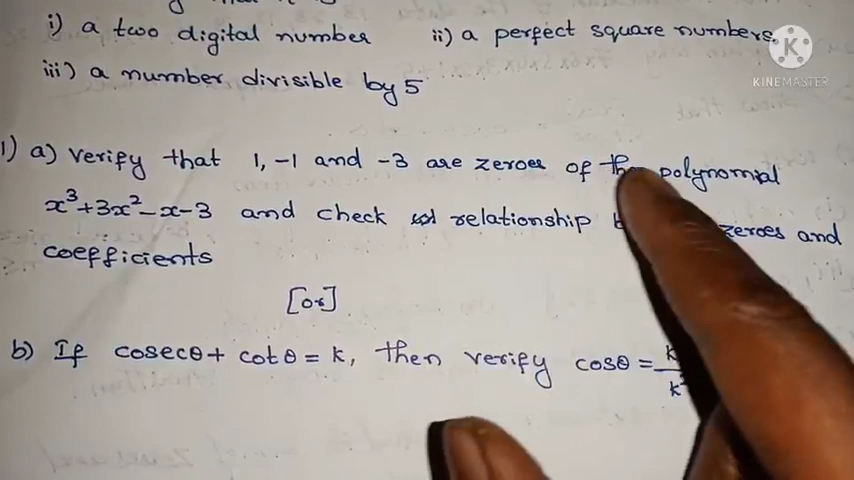 i) a two digital number ii) a perfect square numbers
KINEMASTER
iii) a number divisible by 5
1) a) Verify that 1, -1 and -3 are zeroes of polynomial
x³+3x²-x-3 and check relationship zeroes and
coefficients
[Or]
b) If cosecθ + cotθ = k, then verify cosθ =